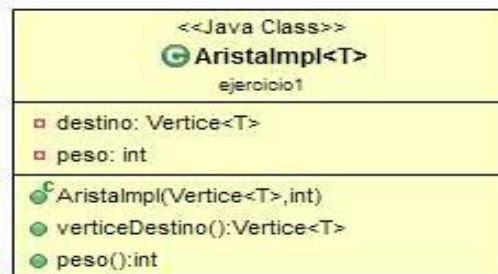 <<Java Class>>
AristaImpl<T>
ejercicio1
destino: Vertice<T>
peso: int
AristaImpl(Vertice<T>,int)
verticeDestino():Vertice<T>
peso():int